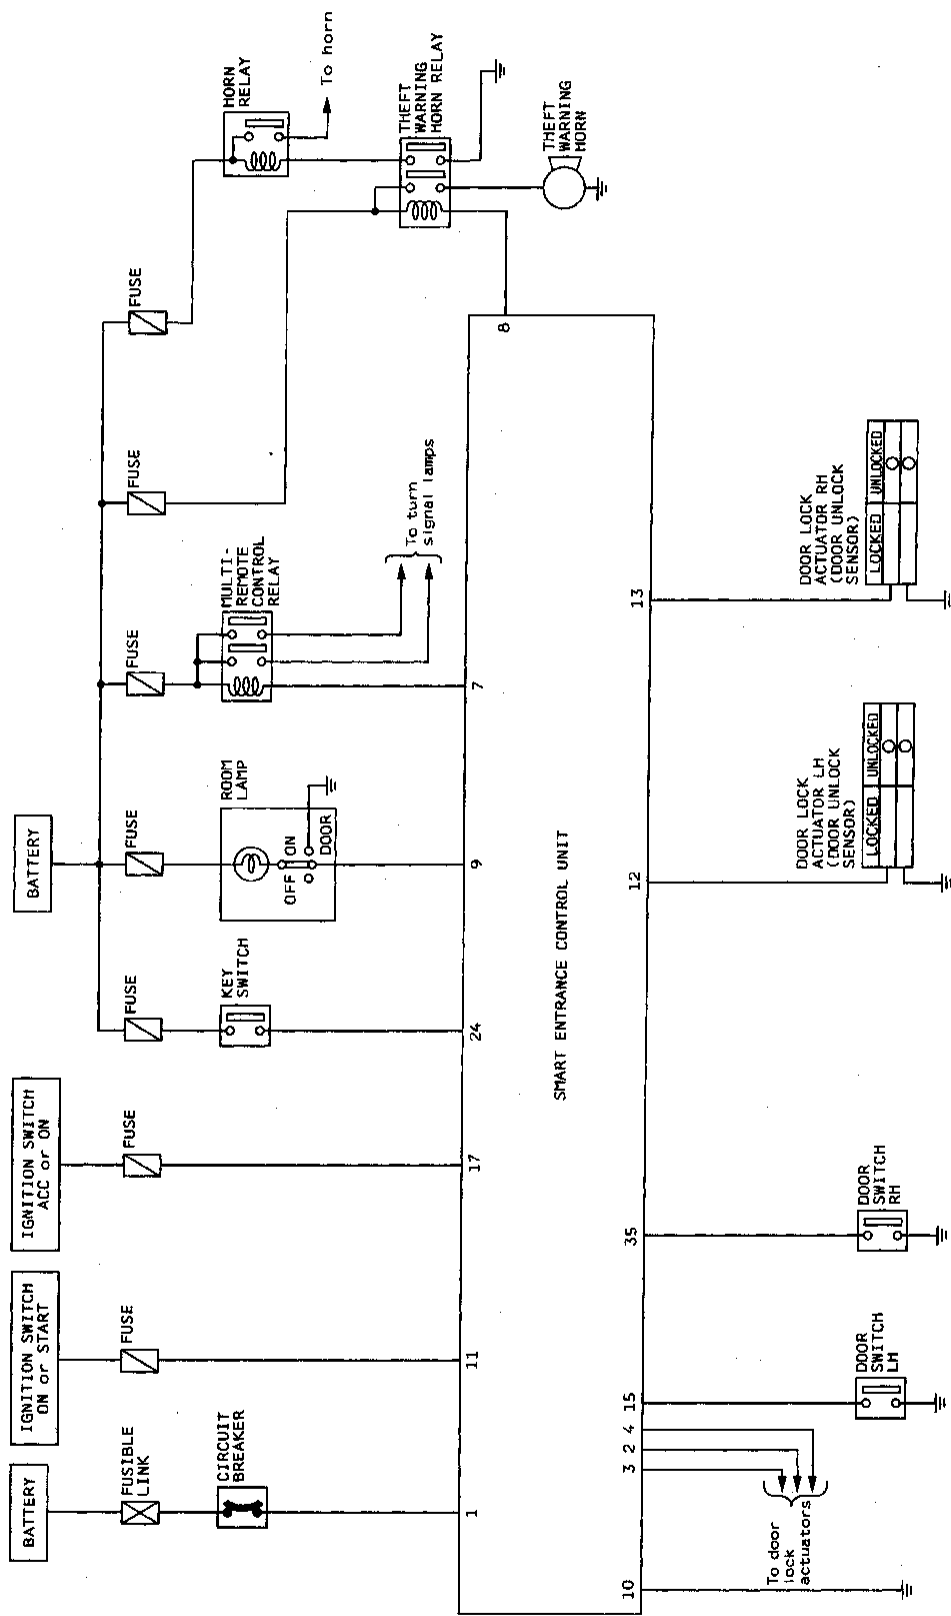 BATTERY
FUSIBLE
LINK
CIRCUIT
BREAKER
1
IGNITION SWITCH
ON or START
FUSE
11
IGNITION SWITCH
ACC or ON
FUSE
17
FUSE
KEY
SWITCH
24
BATTERY
FUSE
ROOM
LAMP
OFF
ON
DOOR
9
FUSE
MULTI-
REMOTE
CONTROL
RELAY
To turn
signal lamps
7
FUSE
FUSE
HORN
RELAY
To horn
THEFT
WARNING
HORN RELAY
THEFT
WARNING
HORN
8
SMART ENTRANCE CONTROL UNIT
10
3
2
4
To door
lock
actuators
15
DOOR
SWITCH
LH
35
DOOR
SWITCH
RH
12
DOOR LOCK
ACTUATOR LH
(DOOR UNLOCK
SENSOR)
LOCKED
UNLOCKED
13
DOOR LOCK
ACTUATOR RH
(DOOR UNLOCK
SENSOR)
LOCKED
UNLOCKED